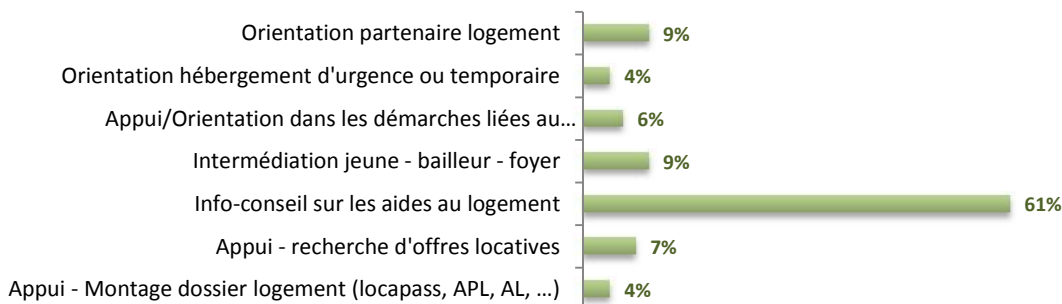 Orientation partenaire logement 9%
Orientation hébergement d'urgence ou temporaire 4%
Appui/Orientation dans les démarches liées au… 6%
Intermédiation jeune - bailleur - foyer 9%
Info-conseil sur les aides au logement 61%
Appui - recherche d'offres locatives 7%
Appui - Montage dossier logement (locapass, APL, AL, …) 4%